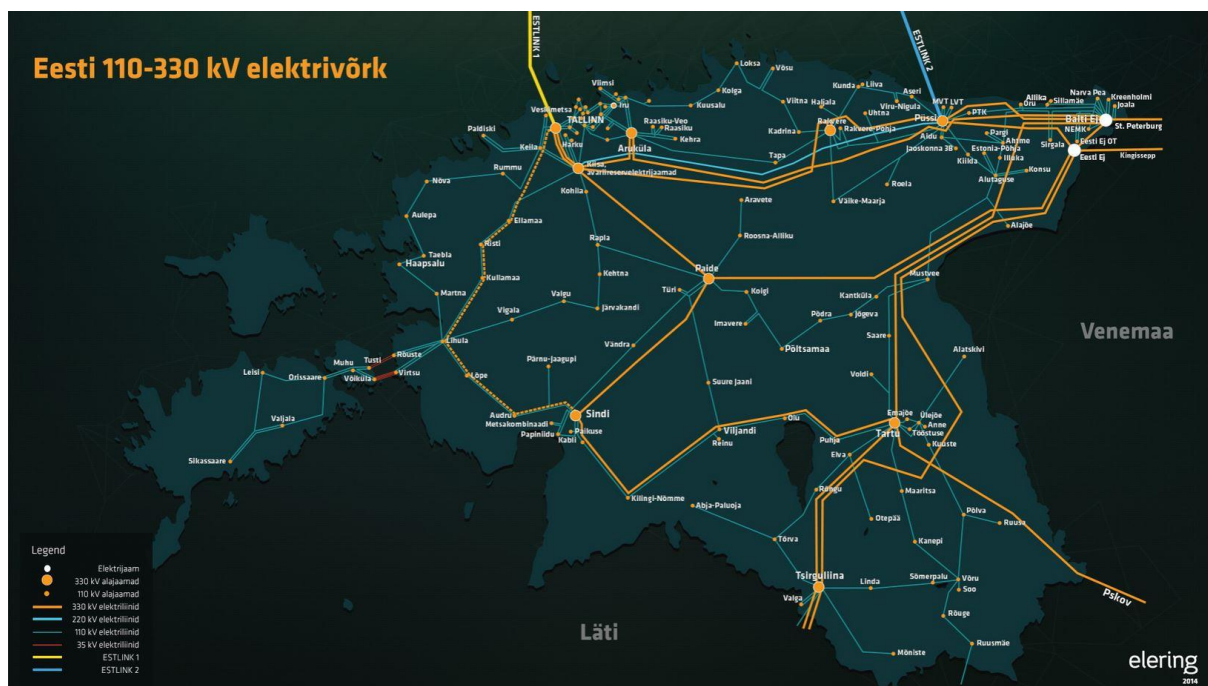 Eesti 110-330 kV elektrivõrk
ESTLINK 1
ESTLINK 2
Loksa
Võsu
Viimsi
Iru
Kolga
Kuusalu
Viitna
Haljala
Kunda
Liiva
Aseri
Viru-Nigula
Uhtna
MVT
LVT
PTK
Püssi
Allika
Oru
Sillamäe
Narva Pea
Kreenholmi
Joala
Balti Ej
St. Peterburg
NEMK
Eesti Ej OT
Eesti Ej
Kingissepp
Sirgala
Veskimetsa
TALLINN
Harku
Raasiku-Veo
Raasiku
Kehra
Aruküla
Kadrina
Rakvere
Rakvere-Põhja
Tapa
Aidu
Jaoskonna 3B
Pargi
Ahtme
Estonia-Põhja
Illuka
Kiikla
Konsu
Alutaguse
Paldiski
Keila
Kiisa,
avariireservelektrijaamad
Rummu
Nõva
Kohila
Roela
Väike-Maarja
Aravete
Alajõe
Aulepa
Ellamaa
Roosna-Alliku
Risti
Rapla
Taebla
Haapsalu
Paide
Kullamaa
Kehtna
Mustvee
Martna
Türi
Koigi
Valgu
Järvakandi
Kantküla
Vigala
Põdra
Jõgeva
Imavere
Saare
Venemaa
Lihula
Vändra
Põltsamaa
Alatskivi
Muhu
Tusti
Rõuste
Pärnu-Jaagupi
Leisi
Orissaare
Võiküla
Virtsu
Lõpe
Voldi
Suure Jaani
Valjala
Audru
Sindi
Metsakombinaadi
Papiniidu
Paikuse
Kabli
Oiu
Emajõe
Ülejõe
Anne
Tööstuse
Viljandi
Reinu
Puhja
Tartu
Kuuste
Sikassaare
Elva
Kilingi-Nõmme
Rõngu
Maaritsa
Abja-Paluoja
Otepää
Põlva
Ruusa
Tõrva
Kanepi
Tsirguliina
Linda
Sõmerpalu
Võru
Soo
Pskov
Valga
Rõuge
Läti
Mõniste
Ruusmäe
Legend
Elektrijaam
330 kV alajaamad
110 kV alajaamad
330 kV elektriliinid
220 kV elektriliinid
110 kV elektriliinid
35 kV elektriliinid
ESTLINK 1
ESTLINK 2
elering
2014